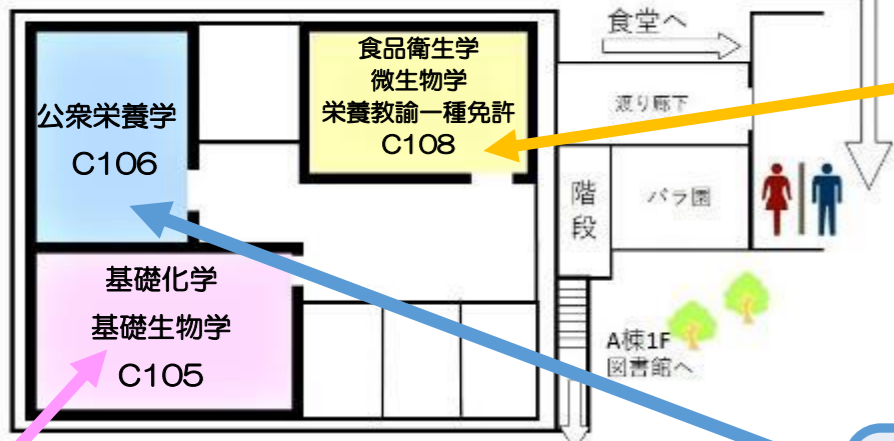 公衆栄養学
C106
食品衛生学
微生物学
栄養教諭一種免許
C108
基礎化学
基礎生物学
C105
食堂へ
渡り廊下
階段
バラ園
A棟1F
図書館へ